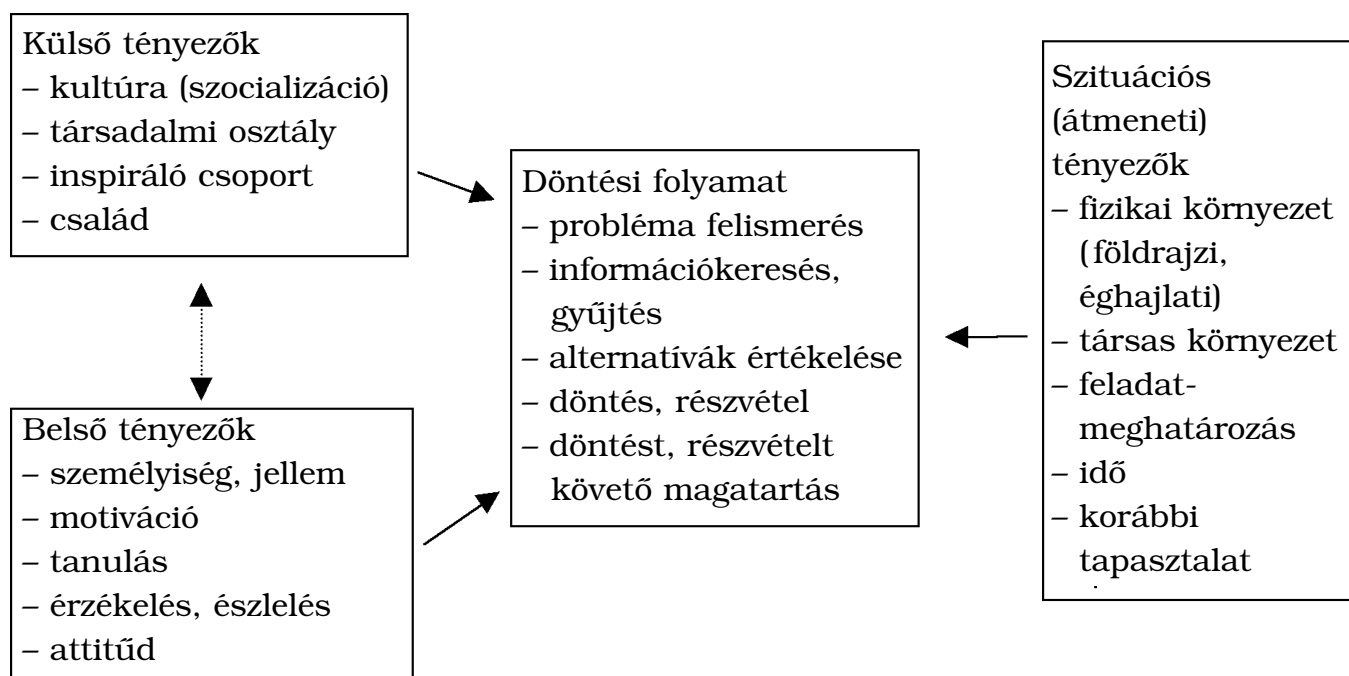 Külső tényezők
– kultúra (szocializáció)
– társadalmi osztály
– inspiráló csoport
– család
Belső tényezők
– személyiség, jellem
– motiváció
– tanulás
– érzékelés, észlelés
– attitűd
Döntési folyamat
– probléma felismerés
– információkeresés,
gyűjtés
– alternatívák értékelése
– döntés, részvétel
– döntést, részvételt
követő magatartás
Szituációs
(átmeneti)
tényezők
– fizikai környezet
(földrajzi,
éghajlati)
– társas környezet
– feladat-
meghatározás
– idő
– korábbi
tapasztalat